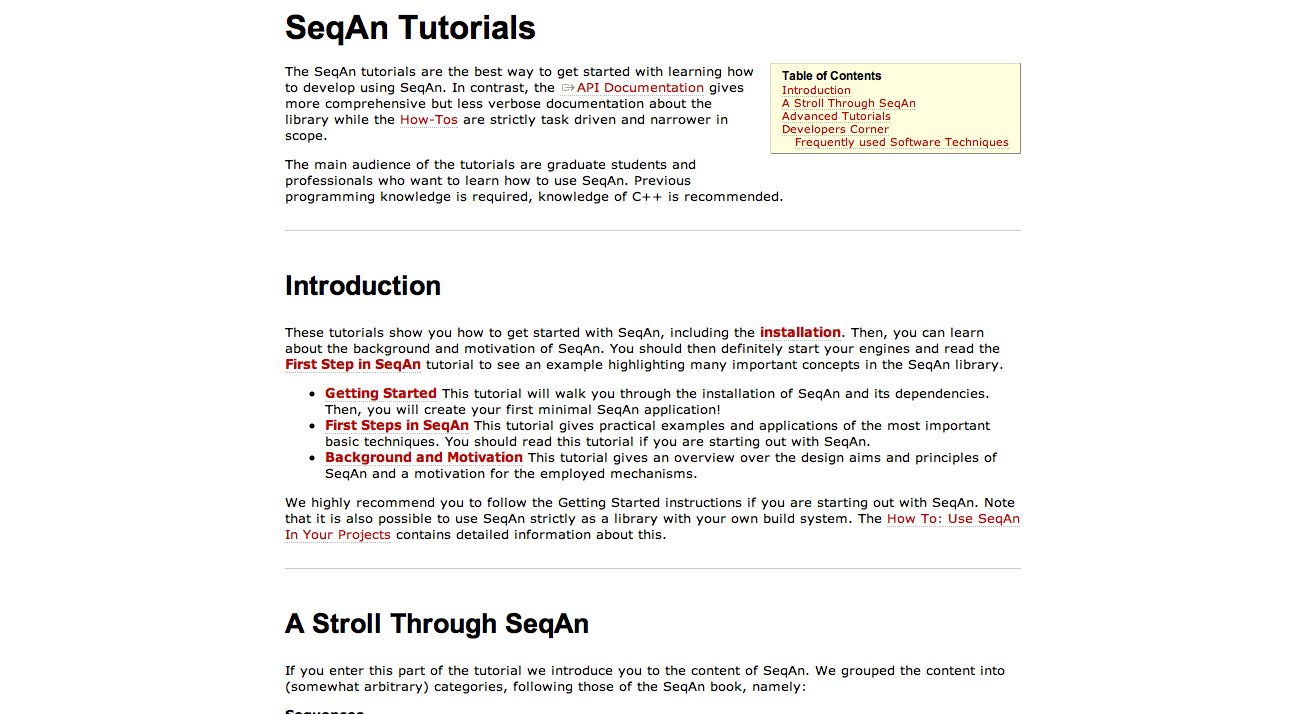 SeqAn Tutorials
The SeqAn tutorials are the best way to get started with learning how
to develop using SeqAn. In contrast, the API Documentation gives
more comprehensive but less verbose documentation about the
library while the How-Tos are strictly task driven and narrower in
scope.
Table of Contents
Introduction
A Stroll Through SeqAn
Advanced Tutorials
Developers Corner
Frequently used Software Techniques
The main audience of the tutorials are graduate students and
professionals who want to learn how to use SeqAn. Previous
programming knowledge is required, knowledge of C++ is recommended.
Introduction
These tutorials show you how to get started with SeqAn, including the installation. Then, you can learn
about the background and motivation of SeqAn. You should then definitely start your engines and read the
First Step in SeqAn tutorial to see an example highlighting many important concepts in the SeqAn library.
• Getting Started This tutorial will walk you through the installation of SeqAn and its dependencies.
Then, you will create your first minimal SeqAn application!
• First Steps in SeqAn This tutorial gives practical examples and applications of the most important
basic techniques. You should read this tutorial if you are starting out with SeqAn.
• Background and Motivation This tutorial gives an overview over the design aims and principles of
SeqAn and a motivation for the employed mechanisms.
We highly recommend you to follow the Getting Started instructions if you are starting out with SeqAn. Note
that it is also possible to use SeqAn strictly as a library with your own build system. The How To: Use SeqAn
In Your Projects contains detailed information about this.
A Stroll Through SeqAn
If you enter this part of the tutorial we introduce you to the content of SeqAn. We grouped the content into
(somewhat arbitrary) categories, following those of the SeqAn book, namely:
Sequences